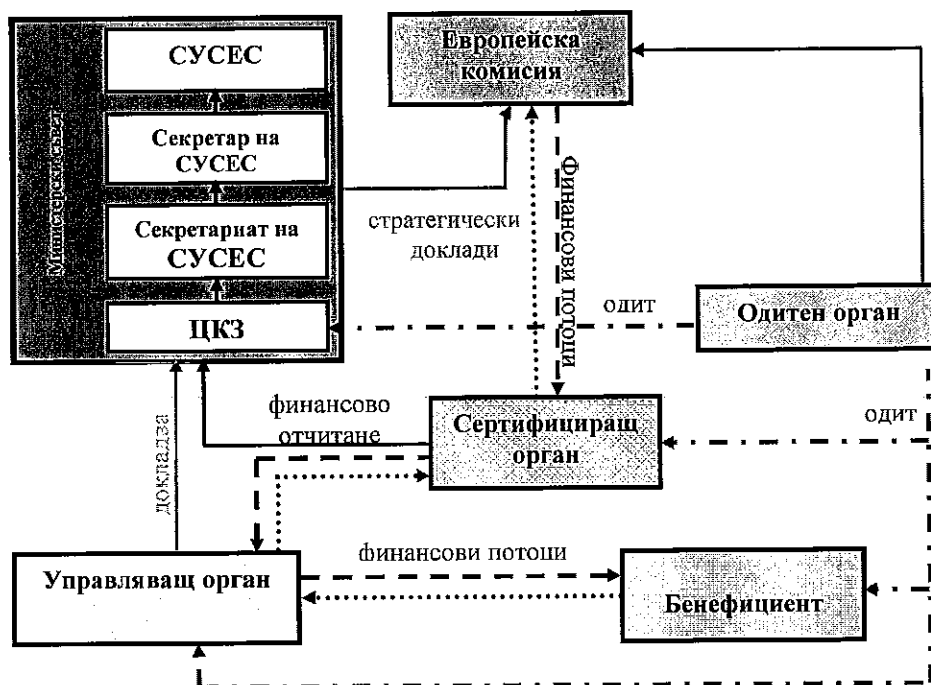 СУСЕС
Секретар на
СУСЕС
Секретариат на
СУСЕС
ЦКЗ
Министерски съвет
Европейска
комисия
стратегически
доклади
Финансови потоци
одит
Одитен орган
финансово
отчитане
Сертифициращ
орган
одит
докладва
Управляващ орган
финансови потоци
Бенефициент